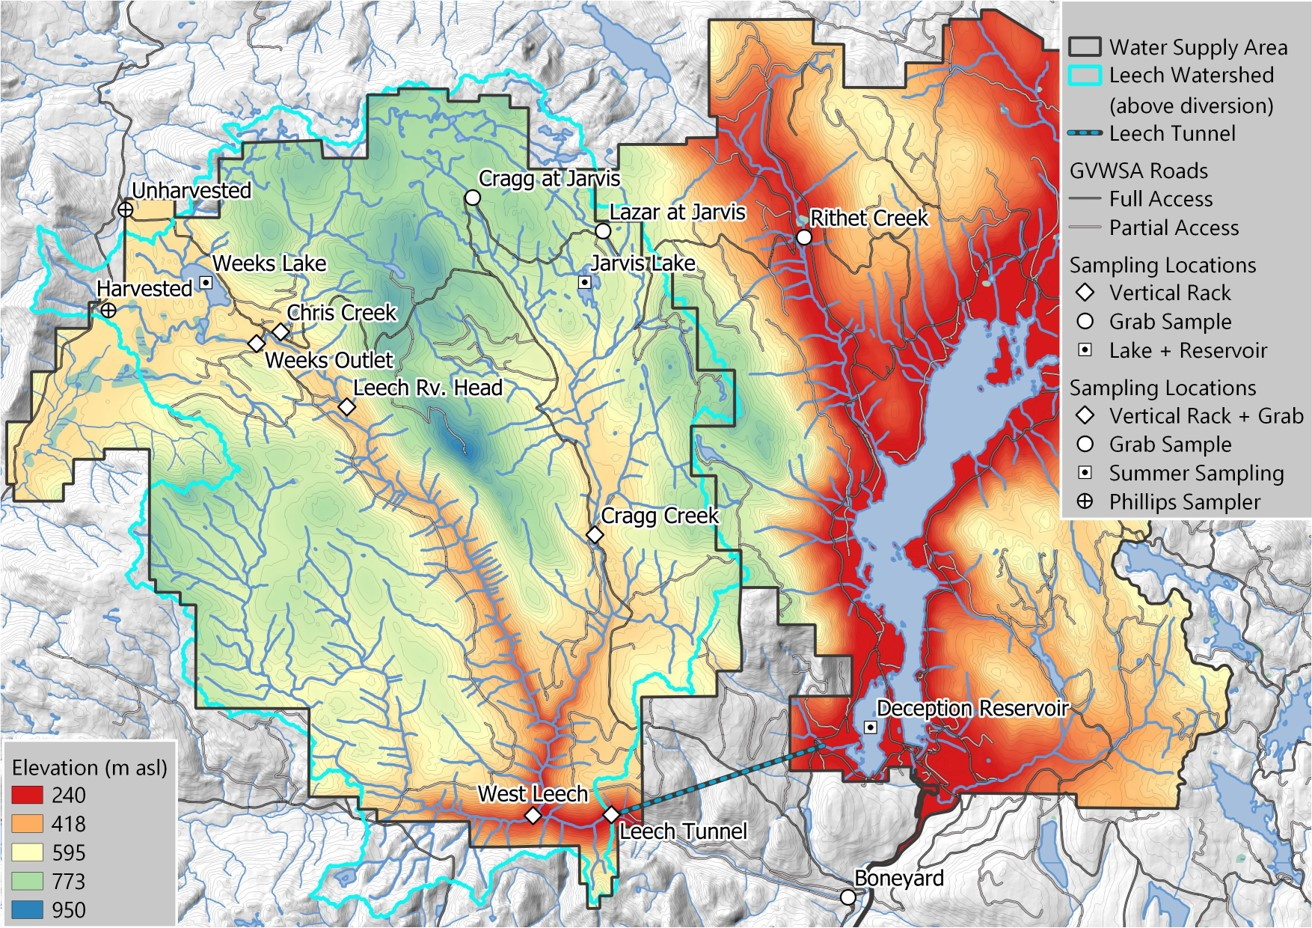 Water Supply Area
Leech Watershed
(above diversion)
Leech Tunnel
GVWSA Roads
Full Access
Partial Access
Sampling Locations
Vertical Rack
Grab Sample
Lake + Reservoir
Sampling Locations
Vertical Rack + Grab
Grab Sample
Summer Sampling
Phillips Sampler
Cragg at Jarvis
Unharvested
Lazar at Jarvis
Rithet Creek
Weeks Lake
Jarvis Lake
Harvested
Chris Creek
Weeks Outlet
Leech Rv. Head
Cragg Creek
Deception Reservoir
West Leech
Leech Tunnel
Boneyard
Elevation (m asl)
240
418
595
773
950